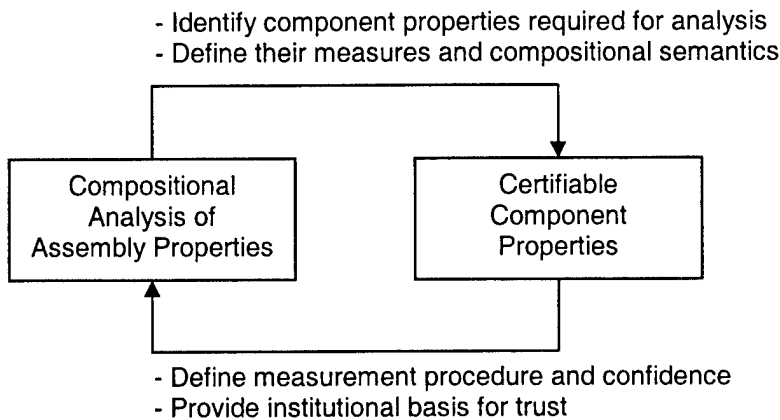 - Identify component properties required for analysis
- Define their measures and compositional semantics
Compositional
Analysis of
Assembly Properties
Certifiable
Component
Properties
- Define measurement procedure and confidence
- Provide institutional basis for trust